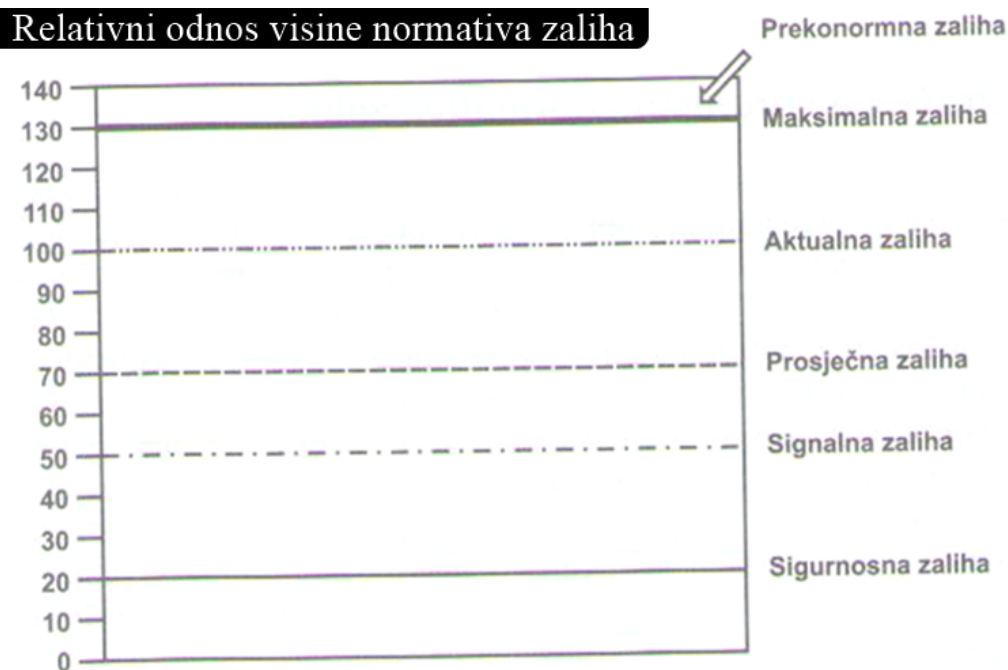 Relativni odnos visine normativa zaliha
Prekonormna zaliha
140
Maksimalna zaliha
130
120
110
Aktualna zaliha
100
90
80
Prosječna zaliha
70
60
Signalna zaliha
50
40
30
Sigurnosna zaliha
20
10
0